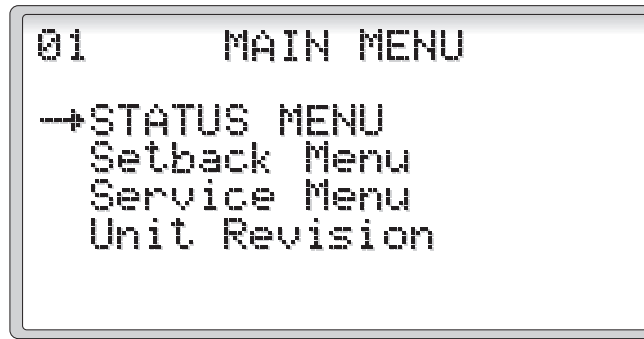 01 MAIN MENU
→STATUS MENU
Setback Menu
Service Menu
Unit Revision